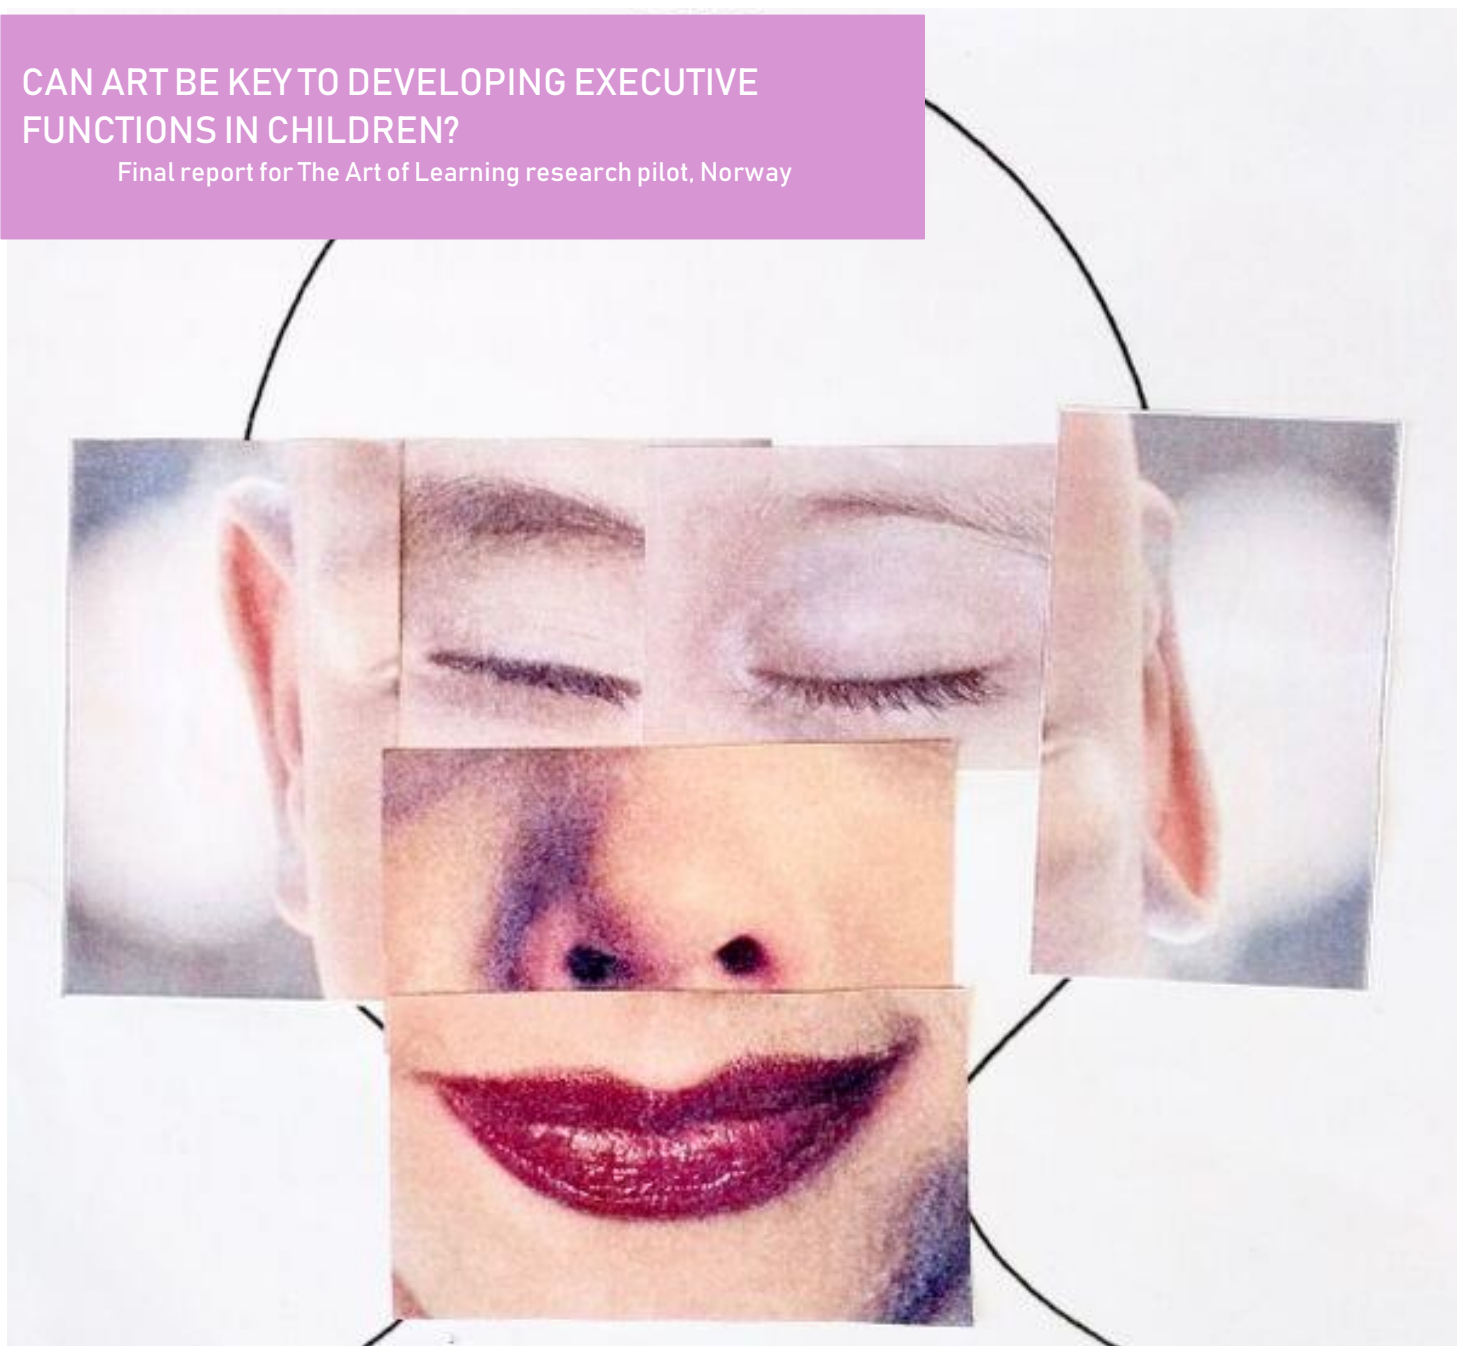 CAN ART BE KEY TO DEVELOPING EXECUTIVE
FUNCTIONS IN CHILDREN?
Final report for The Art of Learning research pilot, Norway